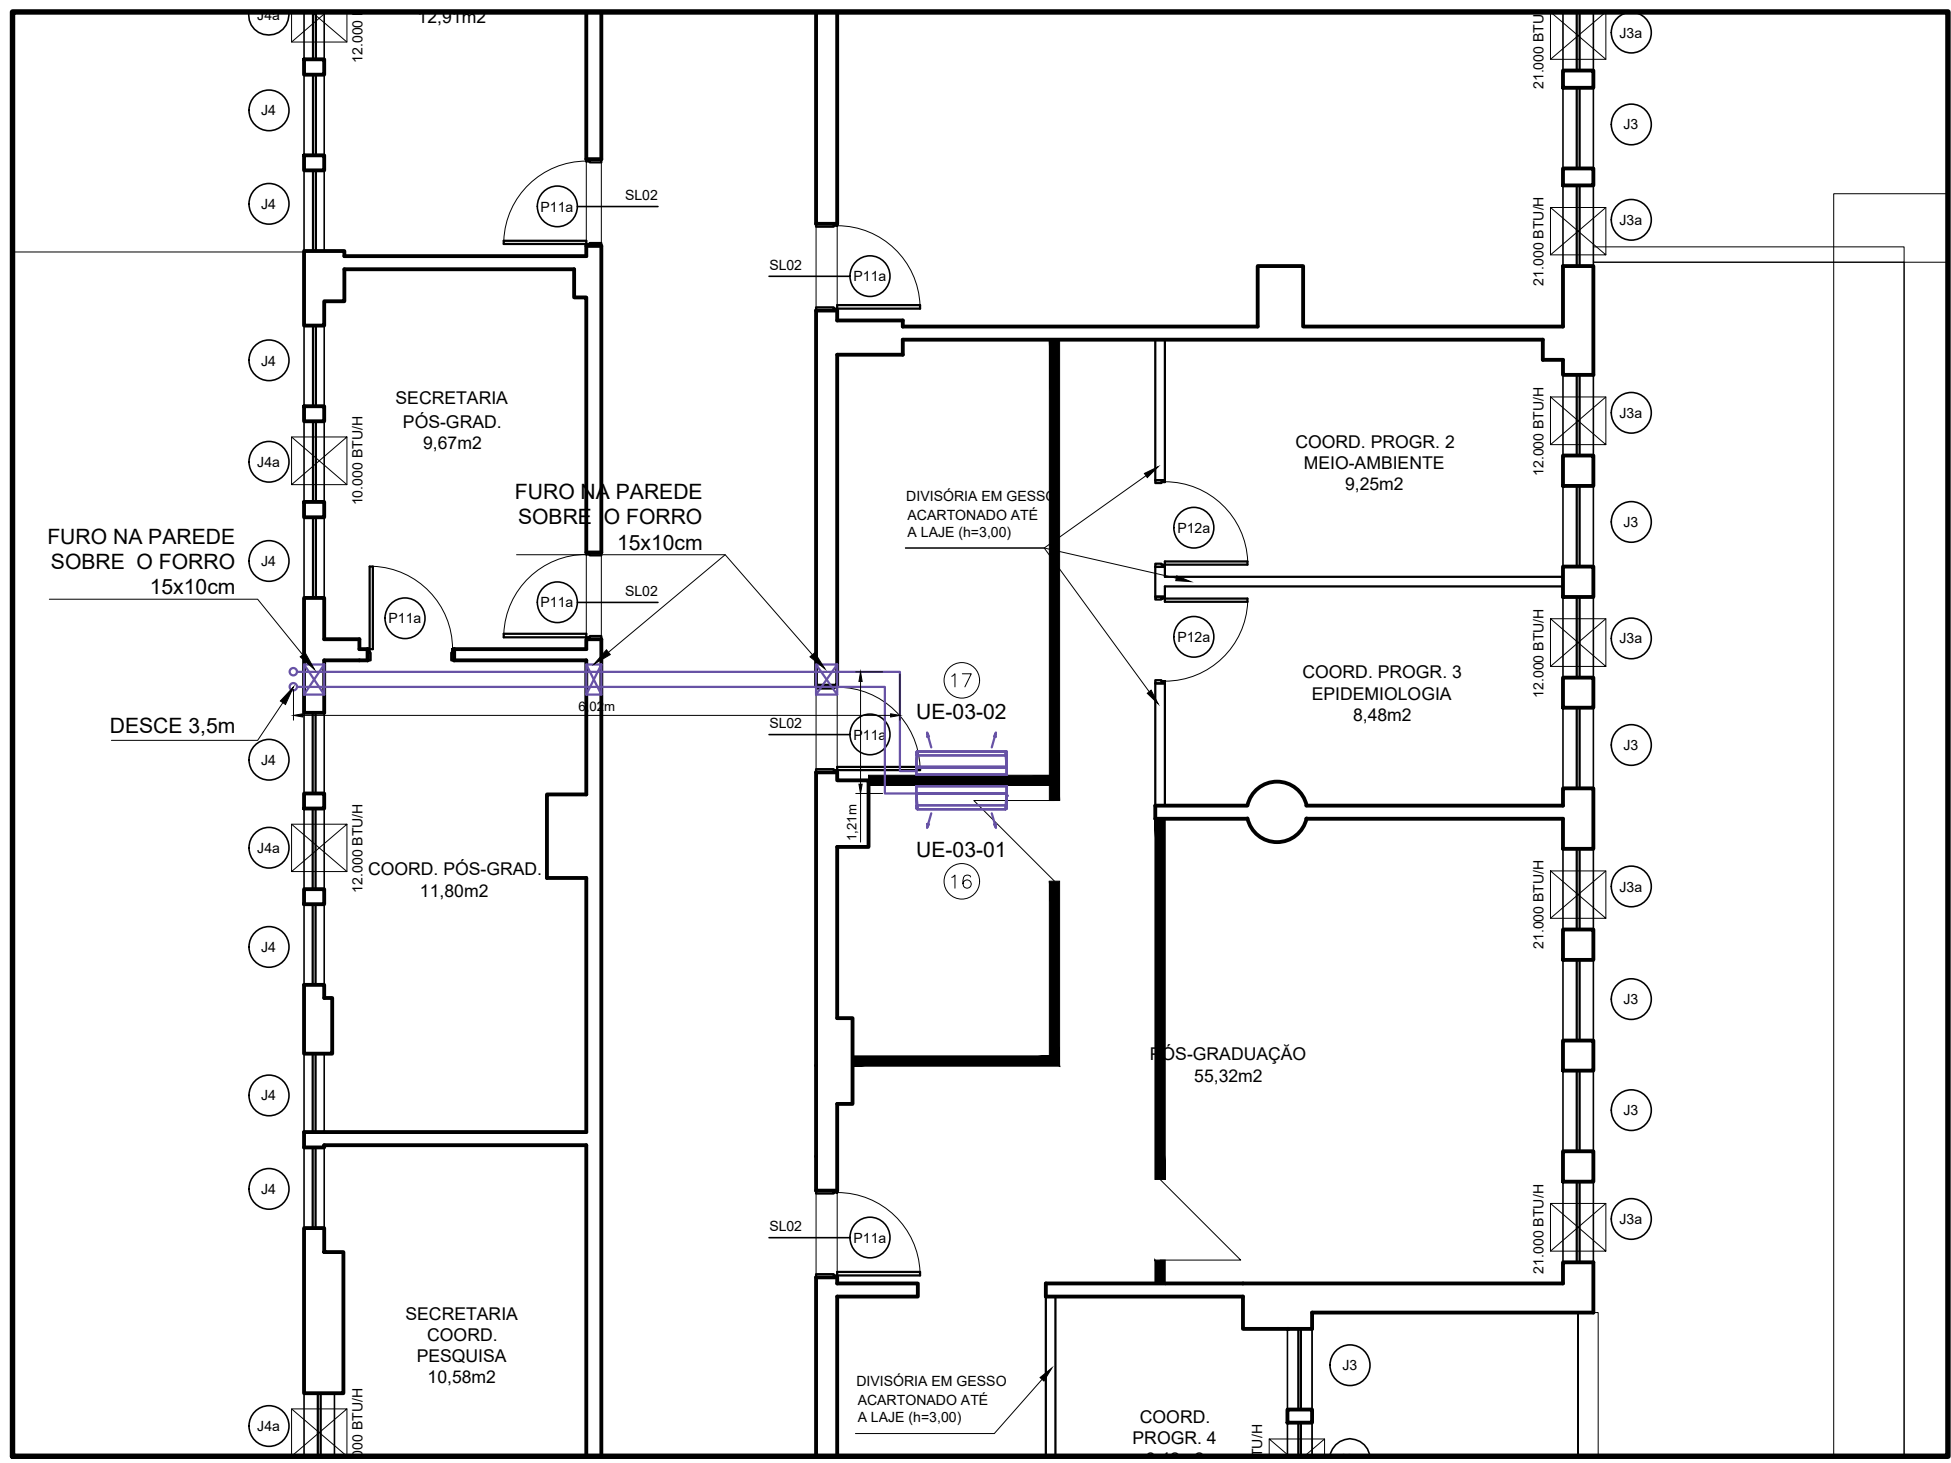 J4a
12.000 BTU/H
12,91m2
21.000 BTU/H
J3a
J4
J3
J4
P11a
SL02
21.000 BTU/H
J3a
SL02
P11a
J4
SECRETARIA
PÓS-GRAD.
9,67m2
J4a
10.000 BTU/H
COORD. PROGR. 2
MEIO-AMBIENTE
9,25m2
12.000 BTU/H
J3a
FURO NA PAREDE
SOBRE O FORRO
15x10cm
DIVISÓRIA EM GESSO
ACARTONADO ATÉ
A LAJE (h=3,00)
P12a
J3
FURO NA PAREDE
SOBRE O FORRO
15x10cm
J4
P11a
P11a
SL02
P12a
12.000 BTU/H
J3a
COORD. PROGR. 3
EPIDEMIOLOGIA
8,48m2
17
UE-03-02
6,02m
DESCE 3,5m
SL02
P11a
J4
J3
1,21m
UE-03-01
16
J4a
12.000 BTU/H
COORD. PÓS-GRAD.
11,80m2
21.000 BTU/H
J3a
J4
J3
PÓS-GRADUAÇÃO
55,32m2
J4
J3
J4
SL02
P11a
21.000 BTU/H
J3a
SECRETARIA
COORD.
PESQUISA
10,58m2
J4a
000 BTU/H
DIVISÓRIA EM GESSO
ACARTONADO ATÉ
A LAJE (h=3,00)
J3
COORD.
PROGR. 4
TU/H